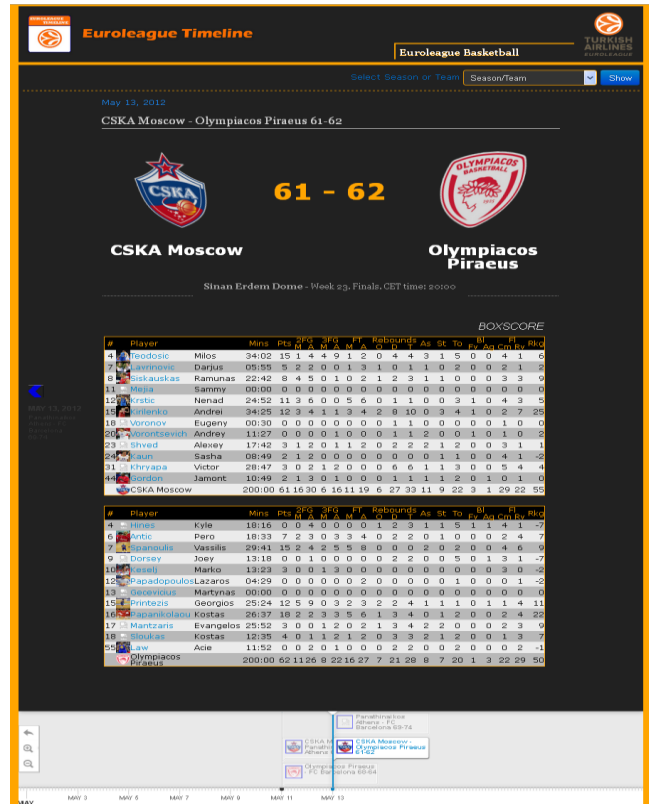 Euroleague Timeline
TURKISH
AIRLINES
EUROLEAGUE
Euroleague Basketball
Select Season or Team Season/Team Show
May 13, 2012
CSKA Moscow - Olympiacos Piraeus 61-62
CSKA
OLYMPIACOS
BASKETBALL
61 - 62
CSKA Moscow
Olympiacos
Piraeus
Sinan Erdem Dome - Week 23. Finals. CET time: 20:00
BOXSCORE
# Player Mins Pts 2FG 3FG FT Rebounds As St To Bl Fl Rkg
M A M A M A O D T Fv Ag Cm Rv
4 Teodosic Milos 34:02 15 1 4 4 9 1 2 0 4 4 3 1 5 0 0 4 1 6
7 Lavrinovic Darjus 05:55 5 2 2 0 0 1 3 1 0 1 1 0 2 0 0 2 1 2
8 Siskauskas Ramunas 22:42 8 4 5 0 1 0 2 1 2 3 1 1 0 0 0 3 3 9
11 Mejia Sammy 00:00 0 0 0 0 0 0 0 0 0 0 0 0 0 0 0 0 0 0
12 Krstic Nenad 24:52 11 3 6 0 0 5 6 0 1 1 0 0 3 1 0 4 3 5
15 Kirilenko Andrei 34:25 12 3 4 1 1 3 4 2 8 10 0 3 4 1 0 2 7 25
18 Voronov Eugeny 00:30 0 0 0 0 0 0 0 0 1 1 0 0 0 0 0 1 0 0
20 Vorontsevich Andrey 11:27 0 0 0 0 1 0 0 0 1 1 2 0 0 1 0 1 0 2
23 Shved Alexey 17:42 3 1 2 0 1 1 2 0 2 2 2 1 2 0 0 3 1 1
24 Kaun Sasha 08:49 2 1 2 0 0 0 0 0 0 0 0 1 1 0 0 4 1 -2
31 Khryapa Victor 28:47 3 0 2 1 2 0 0 0 6 6 1 1 3 0 0 5 4 4
44 Gordon Jamont 10:49 2 1 3 0 1 0 0 1 1 1 1 1 2 0 1 0 1 0
CSKA Moscow 200:00 61 16 30 6 16 11 19 6 27 33 11 9 22 3 1 29 22 55
# Player Mins Pts 2FG 3FG FT Rebounds As St To Bl Fl Rkg
M A M A M A O D T Fv Ag Cm Rv
4 Hines Kyle 18:16 0 0 4 0 0 0 0 1 2 3 1 1 5 1 1 4 1 -7
6 Antic Pero 18:33 7 2 3 0 3 3 4 0 2 2 0 1 0 0 0 2 4 7
7 Spanoulis Vassilis 29:41 15 2 4 2 5 5 8 0 0 0 2 0 2 0 0 4 6 9
9 Dorsey Joey 13:18 0 0 1 0 0 0 0 2 2 0 0 5 0 1 3 1 -7
10 Keselj Marko 13:23 3 0 0 1 3 0 0 0 0 0 0 0 0 0 0 3 0 -2
12 Papadopoulos Lazaros 04:29 0 0 0 0 0 0 2 0 0 0 0 0 1 0 0 0 1 -2
13 Gecevicius Martynas 00:00 0 0 0 0 0 0 0 0 0 0 0 0 0 0 0 0 0 0
15 Printezis Georgios 25:24 12 5 9 0 3 2 3 2 2 4 1 1 1 0 1 1 4 11
16 Papanikolaou Kostas 26:37 18 2 2 3 3 5 6 1 3 4 0 1 2 0 0 2 4 22
17 Mantzaris Evangelos 25:52 3 0 0 1 2 0 2 1 3 4 2 2 0 0 0 2 3 9
18 Sloukas Kostas 12:35 4 0 1 1 2 1 2 0 3 3 2 1 2 0 0 1 3 7
55 Law Acie 11:52 0 0 2 0 1 0 0 0 2 2 0 0 2 0 0 0 2 -1
Olympiacos
Piraeus 200:00 62 11 26 8 22 16 27 7 21 28 8 7 20 1 3 22 29 50
MAY 13, 2012
Panathinaikos
Athens - FC
Barcelona 69-74
CSKA Moscow -
Olympiacos Piraeus
61-62
Olympiacos Piraeus
- FC Barcelona 68-64
MAY
MAY 3
MAY 5
MAY 7
MAY 9
MAY 11
MAY 13